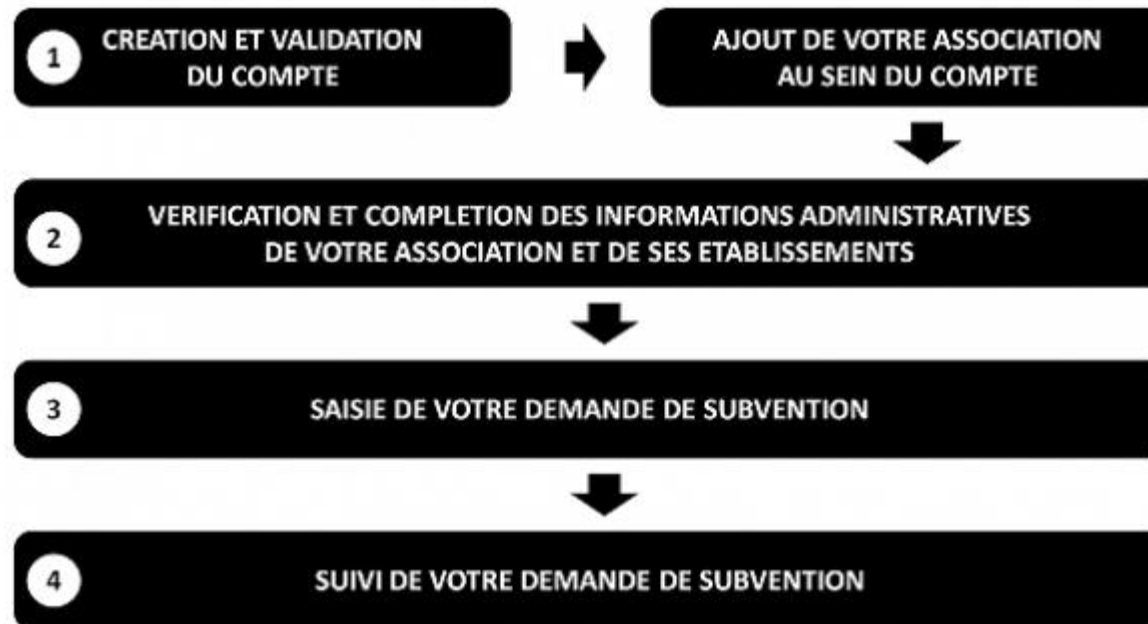 1
CREATION ET VALIDATION
DU COMPTE
AJOUT DE VOTRE ASSOCIATION
AU SEIN DU COMPTE
2
VERIFICATION ET COMPLETION DES INFORMATIONS ADMINISTRATIVES
DE VOTRE ASSOCIATION ET DE SES ETABLISSEMENTS
3
SAISIE DE VOTRE DEMANDE DE SUBVENTION
4
SUIVI DE VOTRE DEMANDE DE SUBVENTION